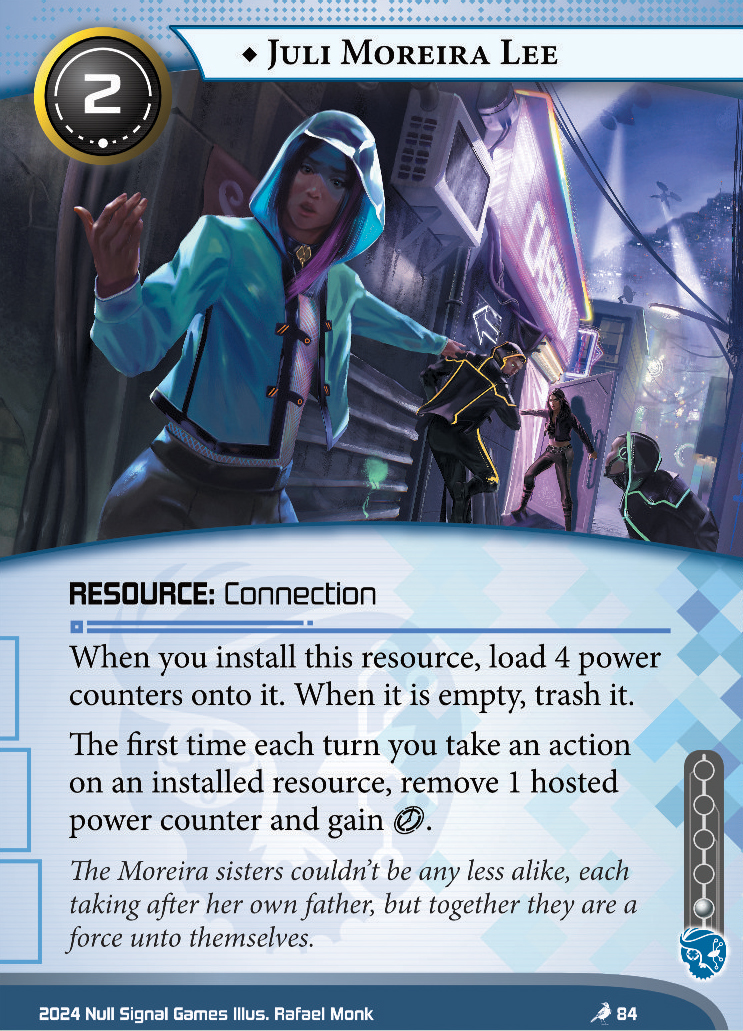 ◆ Juli Moreira Lee
2
CASH
RESOURCE: Connection
When you install this resource, load 4 power
counters onto it. When it is empty, trash it.
The first time each turn you take an action
on an installed resource, remove 1 hosted
power counter and gain .
The Moreira sisters couldn't be any less alike, each
taking after her own father, but together they are a
force unto themselves.
2024 Null Signal Games Illus. Rafael Monk
84